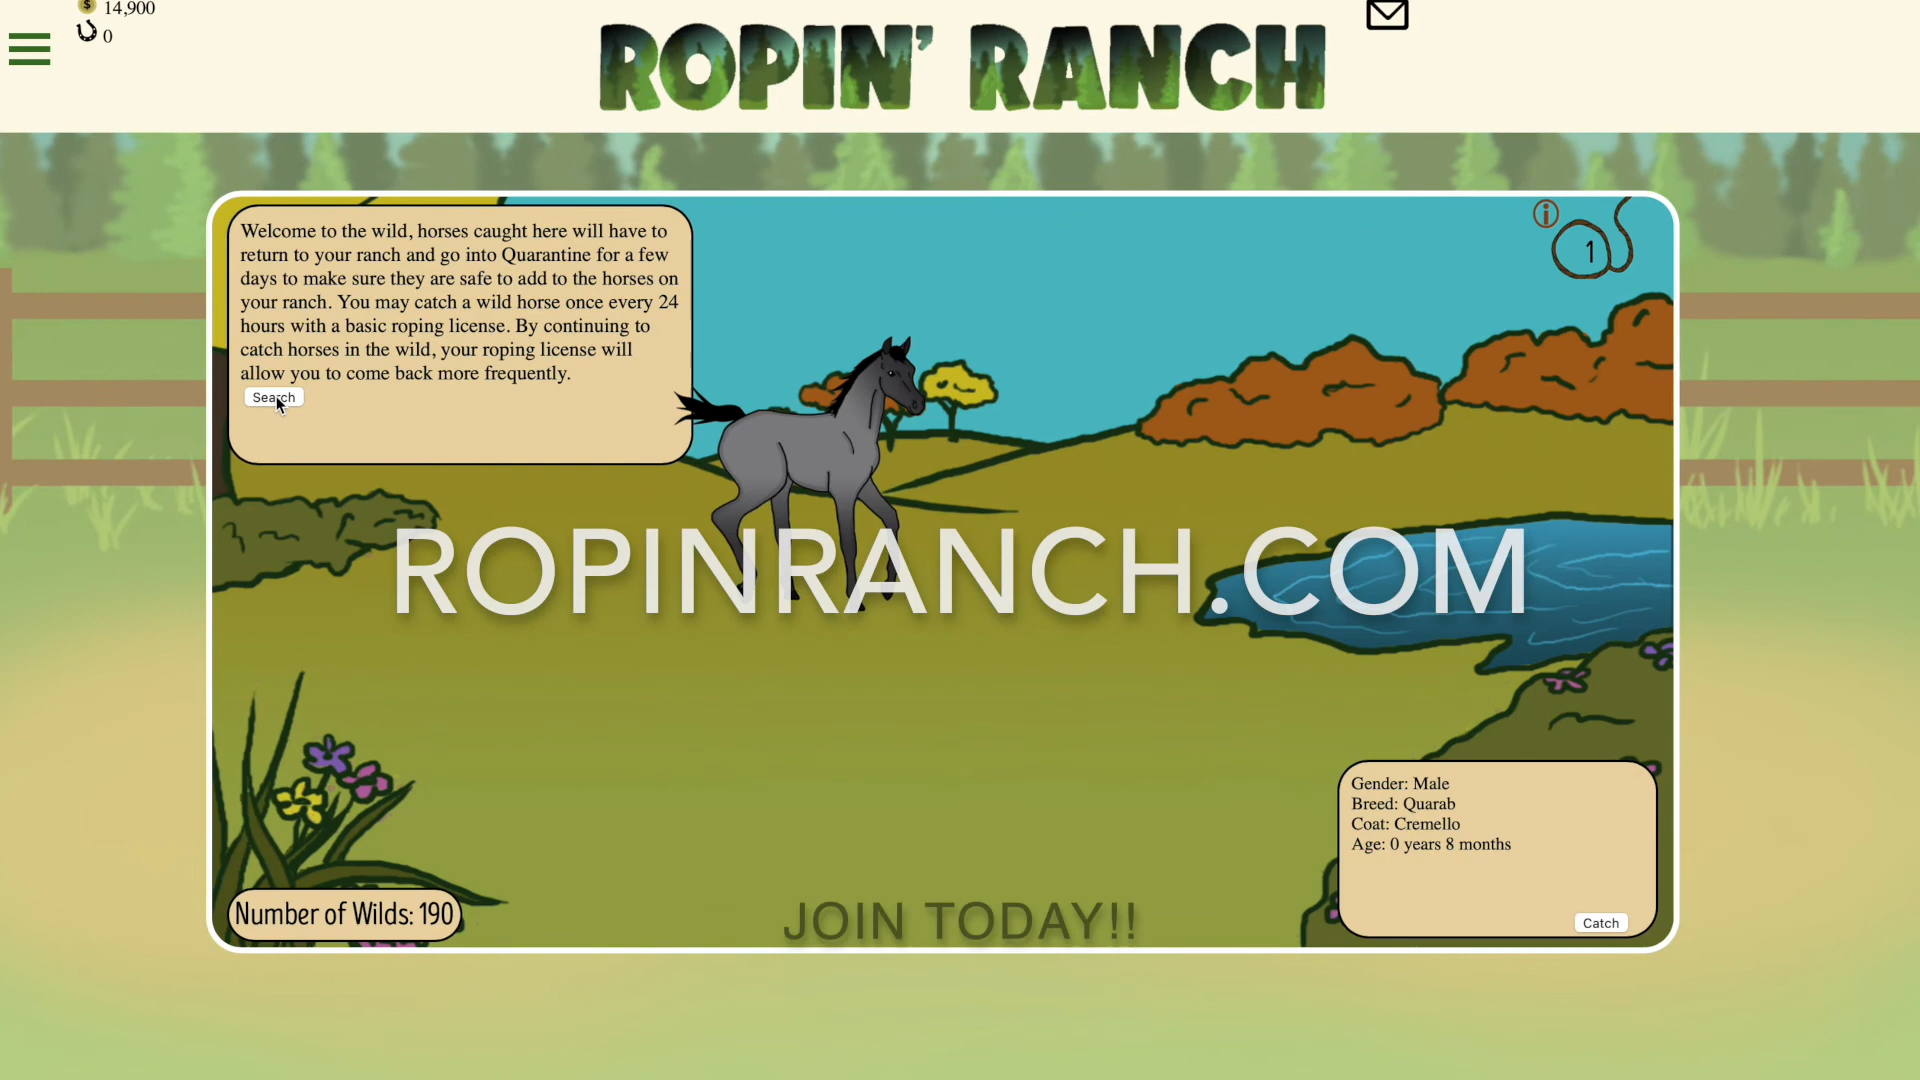 $ 14,900
0
ROPIN' RANCH
Welcome to the wild, horses caught here will have to
return to your ranch and go into Quarantine for a few
days to make sure they are safe to add to the horses on
your ranch. You may catch a wild horse once every 24
hours with a basic roping license. By continuing to
catch horses in the wild, your roping license will
allow you to come back more frequently.
Search
i
1
ROPINRANCH.COM
Gender: Male
Breed: Quarab
Coat: Cremello
Age: 0 years 8 months
Catch
Number of Wilds: 190
JOIN TODAY!!